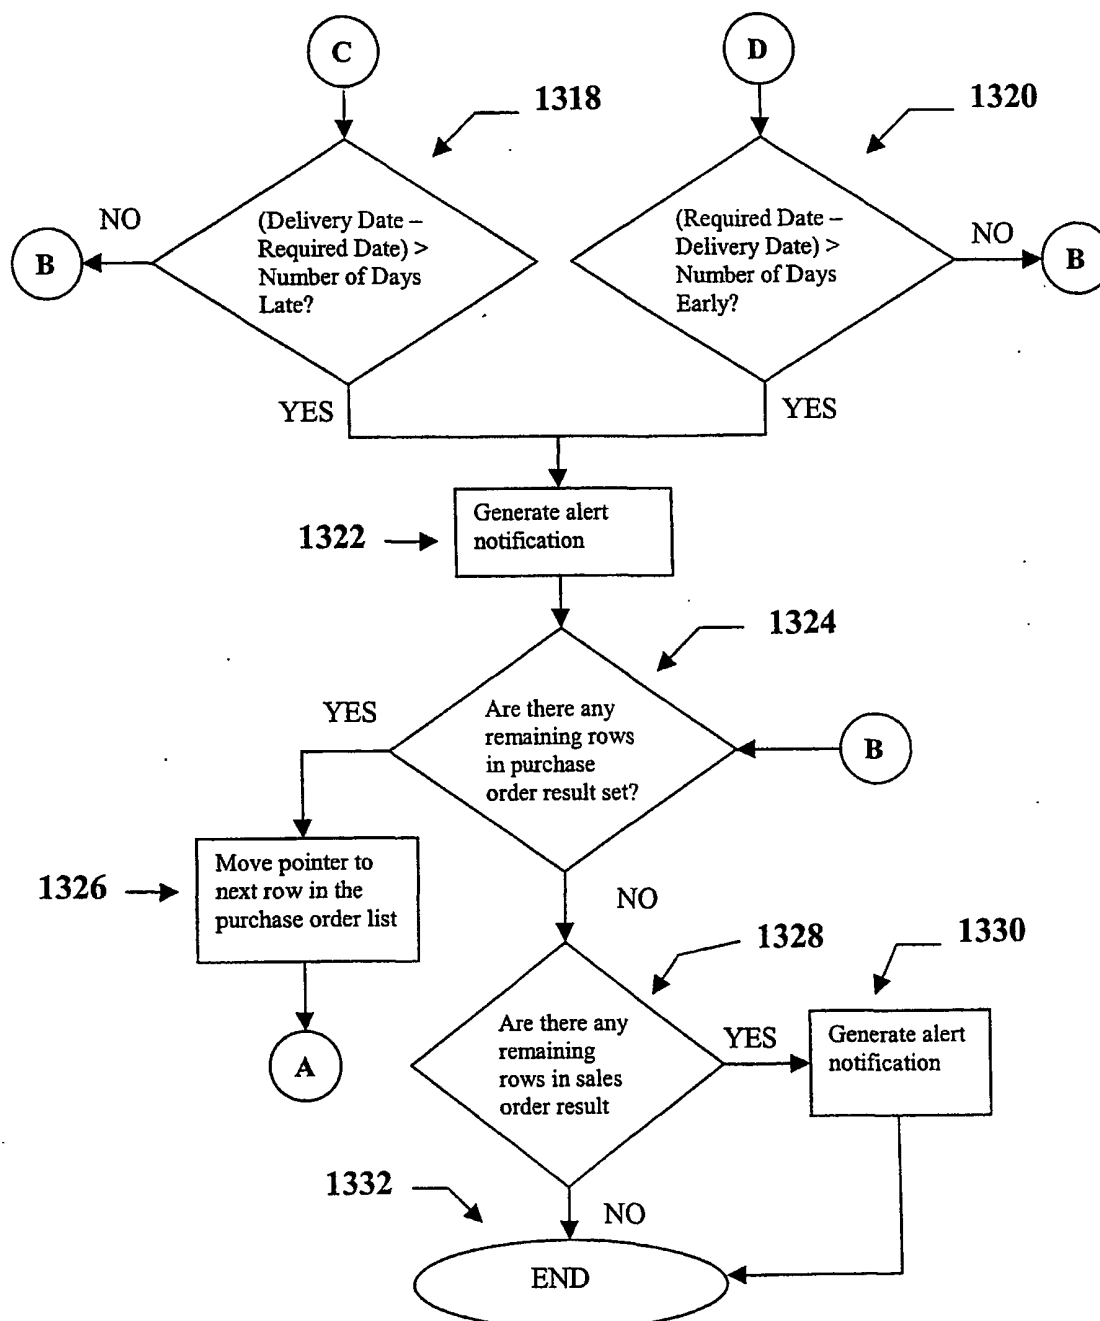 C
D
1318
1320
(Delivery Date –
Required Date) >
Number of Days
Late?
(Required Date –
Delivery Date) >
Number of Days
Early?
NO
B
NO
B
YES
YES
Generate alert
notification
1322
1324
Are there any
remaining rows
in purchase
order result set?
YES
B
Move pointer to
next row in the
purchase order list
1326
NO
A
1328
1330
Are there any
remaining
rows in sales
order result
YES
Generate alert
notification
1332
NO
END